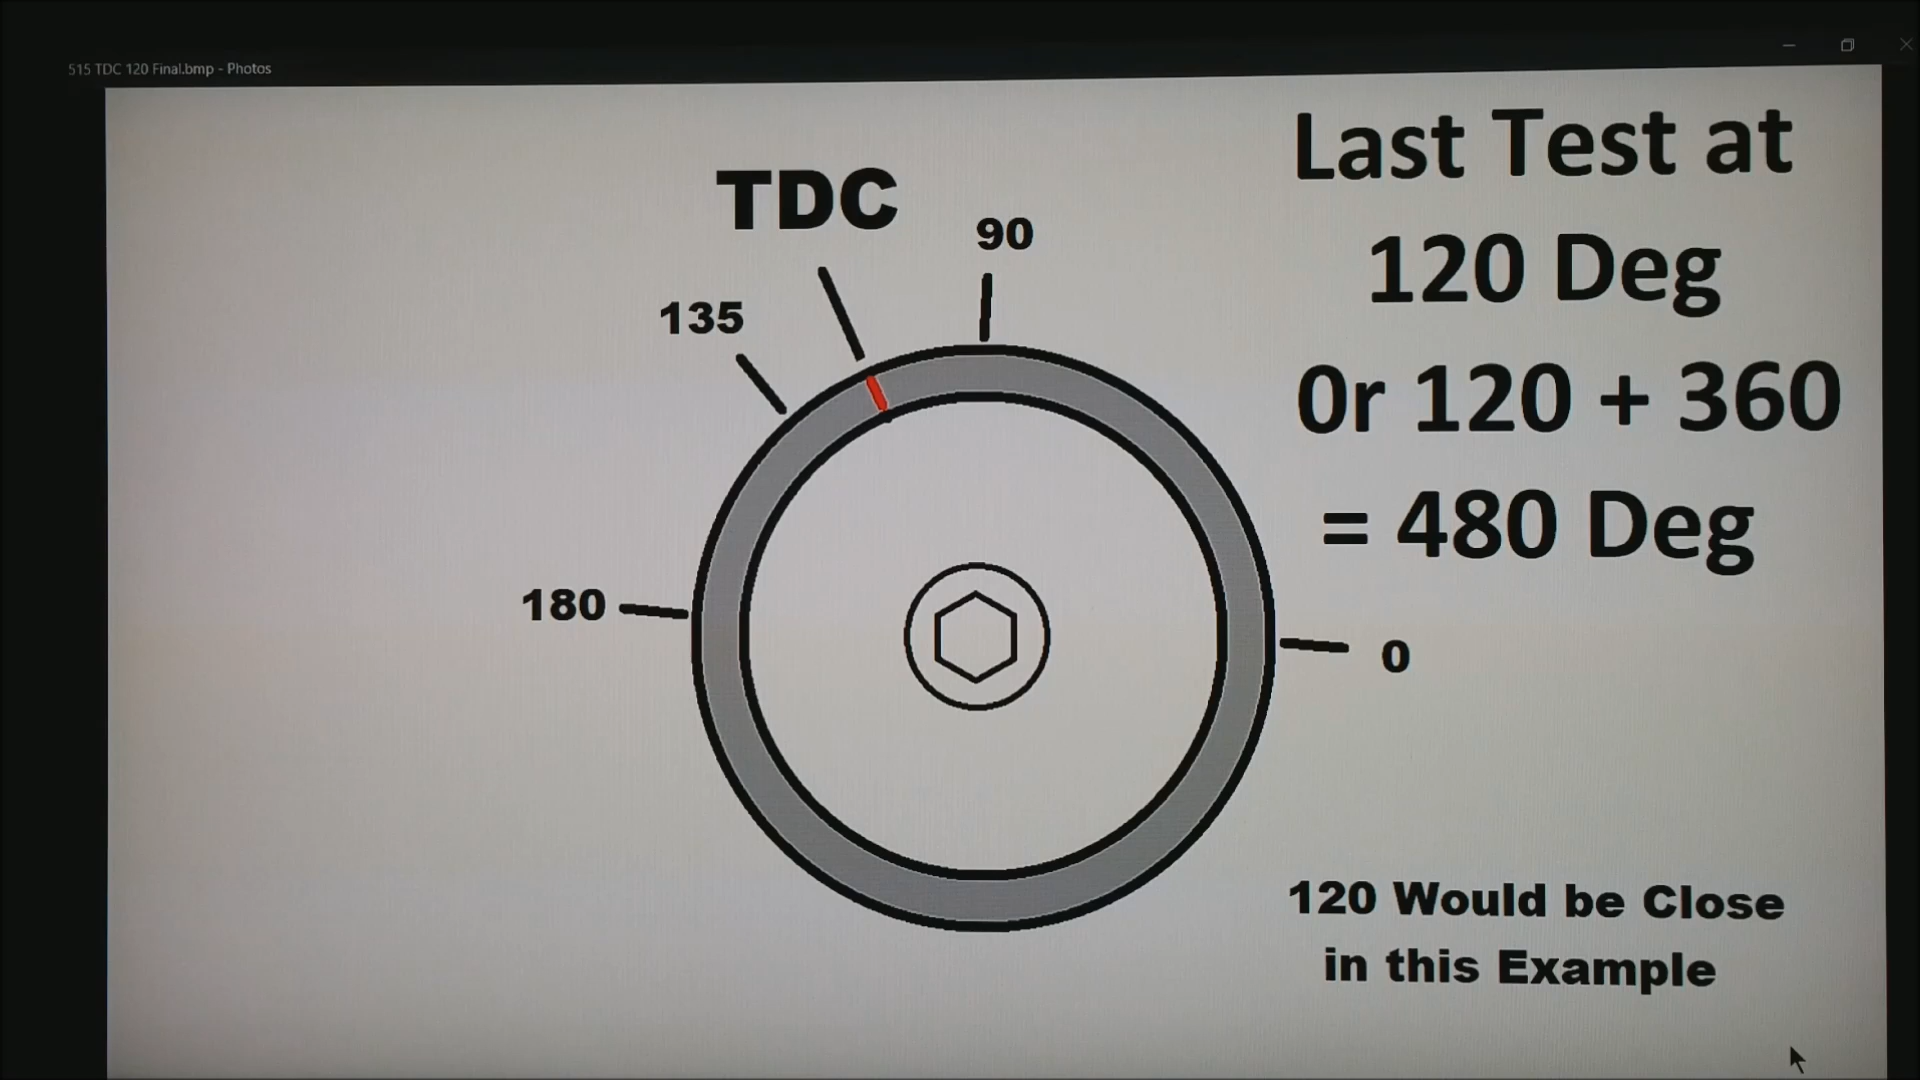 515 TDC 120 Final.bmp - Photos
Last Test at
120 Deg
0r 120 + 360
= 480 Deg
TDC
90
135
180
0
120 Would be Close
in this Example